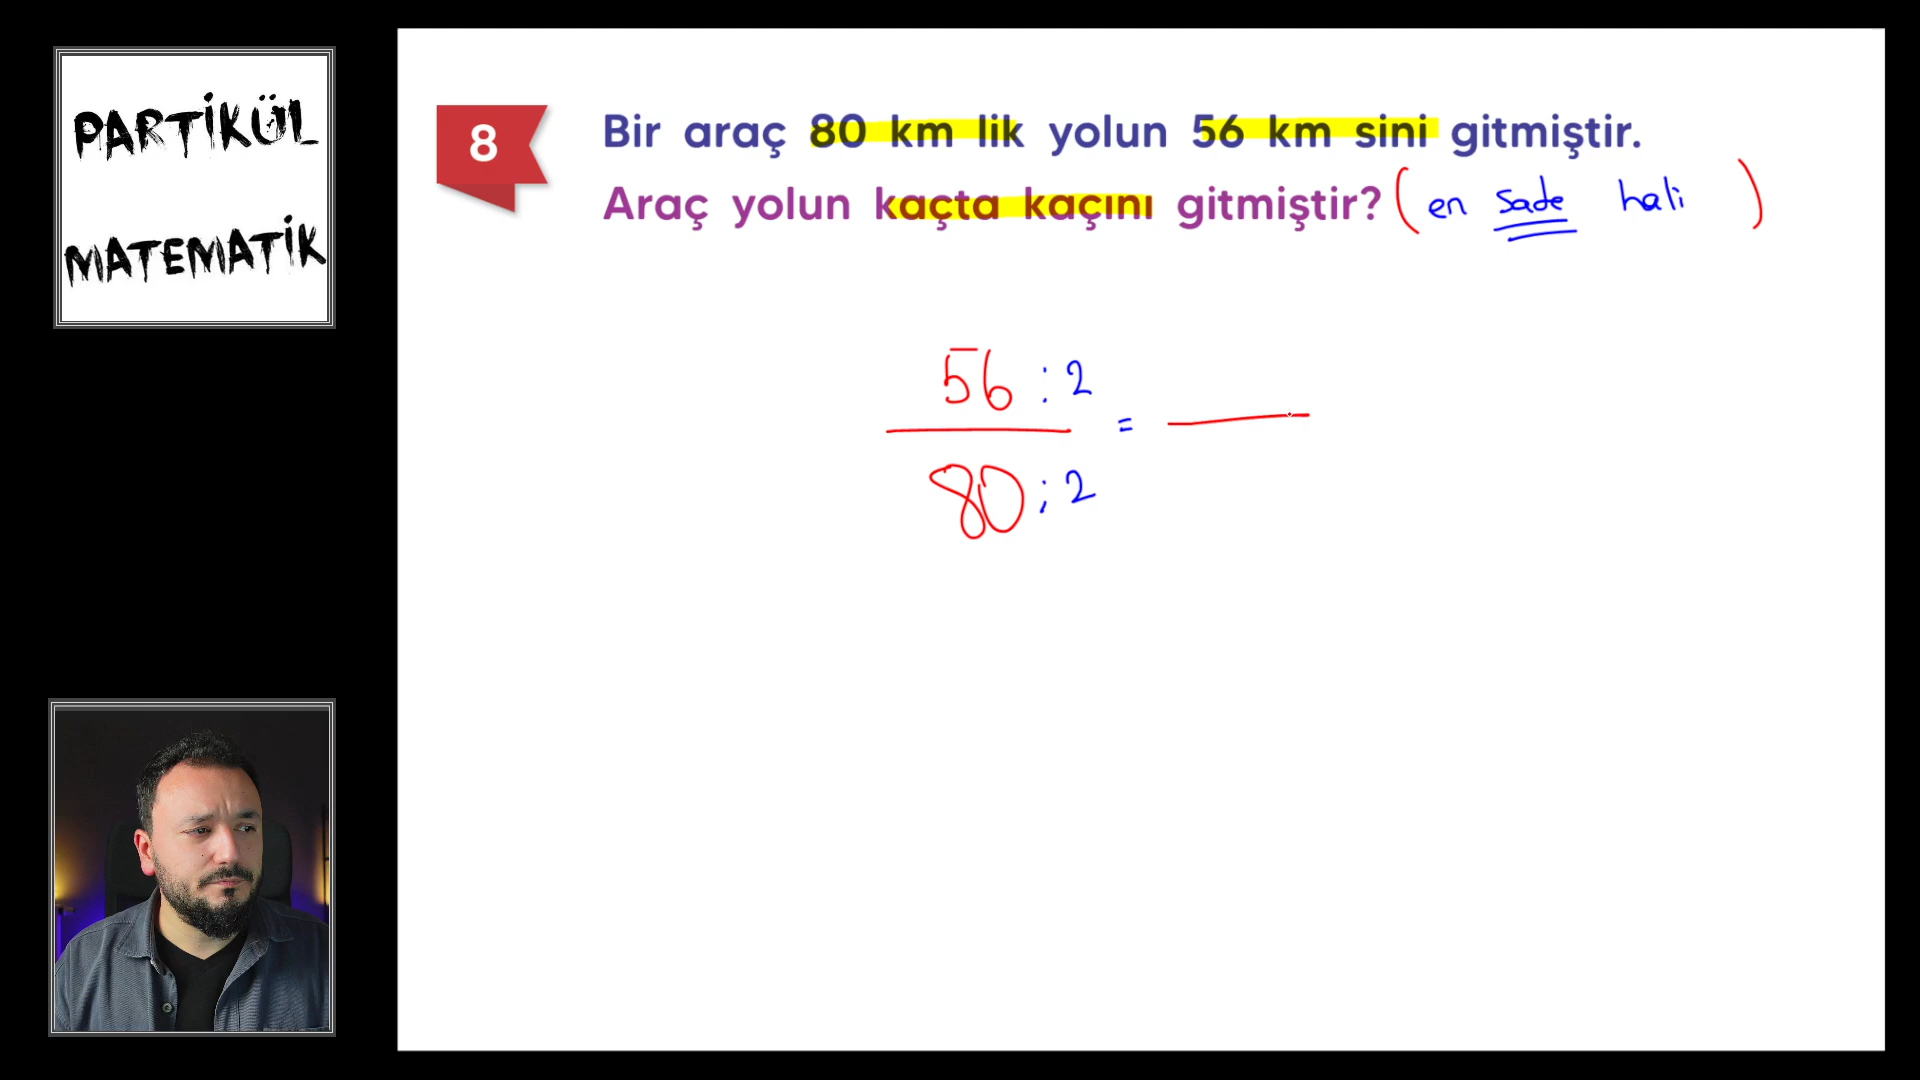 PARTİKÜL
MATEMATİK
8
Bir araç 80 km lik yolun 56 km sini gitmiştir.
Araç yolun kaçta kaçını gitmiştir? (en sade hali)
56 : 2
=
80 : 2